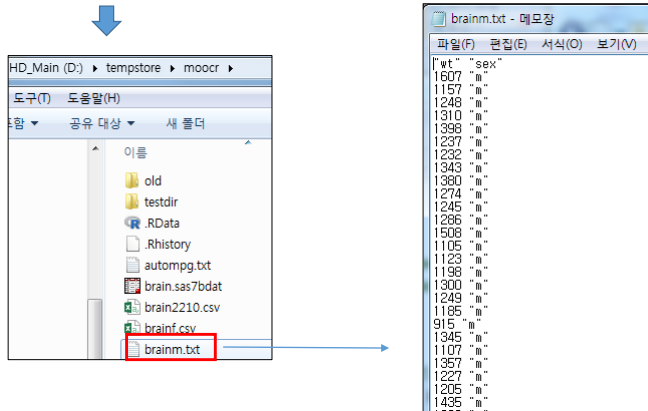 HD_Main (D:) ▸ tempstore ▸ moocr ▸
도구(T) 도움말(H)
공유 대상 ▼ 새 폴더
이름
old
testdir
.RData
.Rhistory
autompg.txt
brain.sas7bdat
brain2210.csv
brainf.csv
brainm.txt
brainm.txt - 메모장
파일(F) 편집(E) 서식(O) 보기(V)
"wt" "sex"
1607 "m"
1157 "m"
1248 "m"
1310 "m"
1398 "m"
1237 "m"
1232 "m"
1343 "m"
1380 "m"
1274 "m"
1245 "m"
1286 "m"
1508 "m"
1105 "m"
1123 "m"
1198 "m"
1300 "m"
1249 "m"
1185 "m"
915 "m"
1345 "m"
1107 "m"
1357 "m"
1227 "m"
1205 "m"
1435 "m"